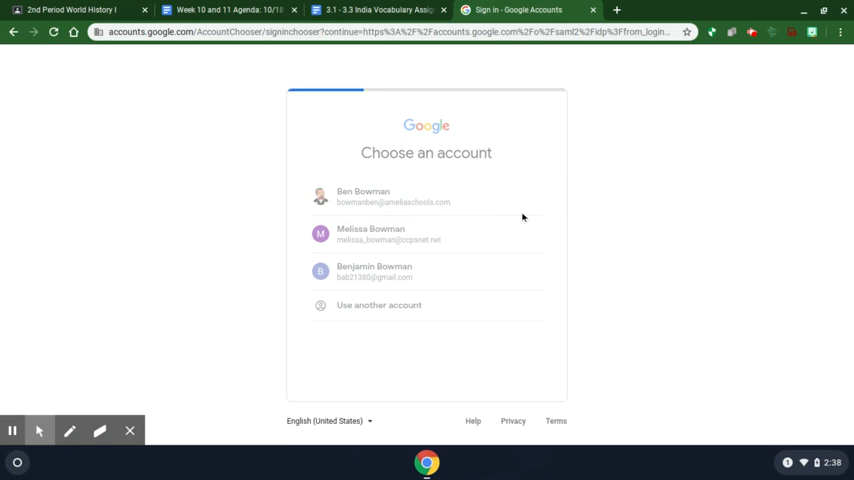 2nd Period World History I
Week 10 and 11 Agenda: 10/18
3.1 - 3.3 India Vocabulary Assig
Sign in - Google Accounts
accounts.google.com/AccountChooser/signinchooser?continue=https%3A%2F%2Faccounts.google.com%2Fo%2Fsaml2%2Fidp%3Ffrom_login...
Google
Choose an account
Ben Bowman
bowmanben@ameliaschools.com
M
Melissa Bowman
melissa_bowman@ccpsnet.net
B
Benjamin Bowman
bab21380@gmail.com
Use another account
English (United States)
Help
Privacy
Terms
1
2:38